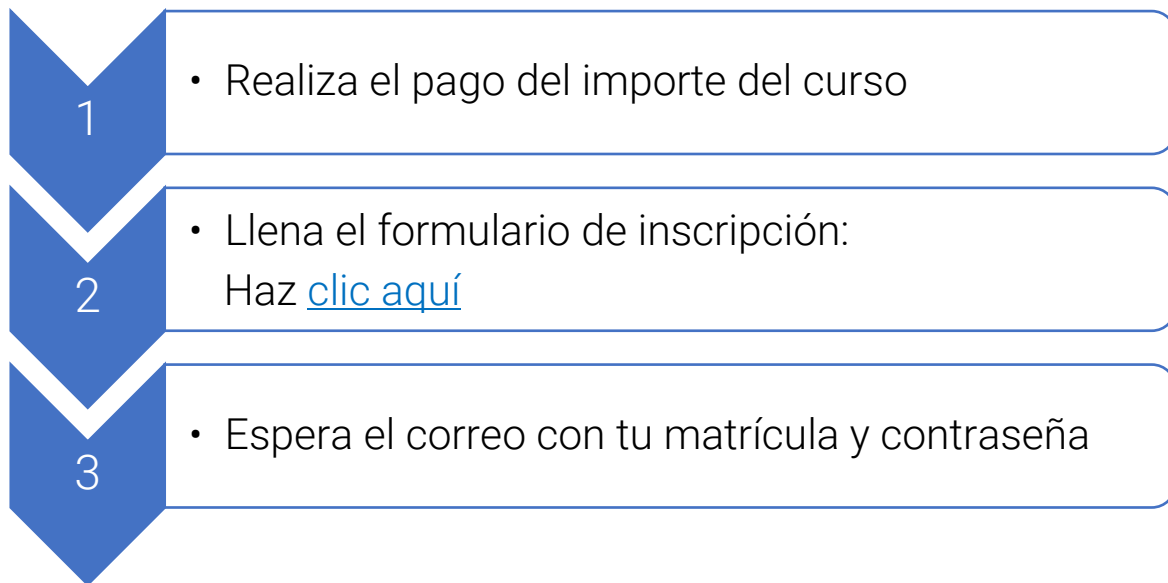 1
• Realiza el pago del importe del curso
2
• Llena el formulario de inscripción:
Haz clic aquí
3
• Espera el correo con tu matrícula y contraseña